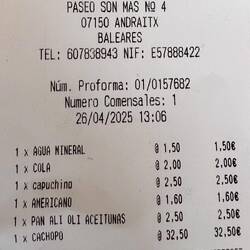 PASEO SON MAS Nº 4
07150 ANDRAITX
BALEARES
TEL: 607838943 NIF: E57888422
Núm. Proforma: 01/0157682
Numero Comensales: 1
26/04/2025 13:06
1 x AGUA MINERAL @ 1,50 1,50€
1 x COLA @ 2,00 2,00€
1 x capuchino @ 2,50 2,50€
1 x AMERICANO @ 1,60 1,60€
1 x PAN ALI OLI ACEITUNAS @ 2,50 2,50€
1 x CACHOPO @ 32,50 32,50€